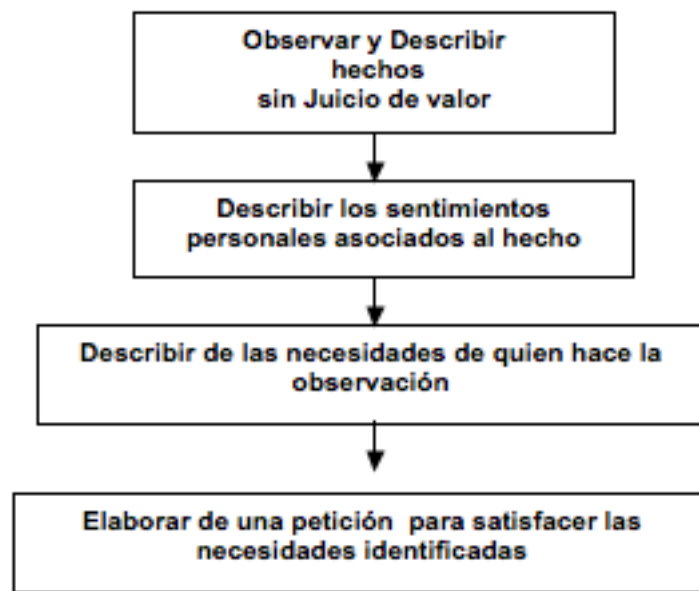 Observar y Describir
hechos
sin Juicio de valor
Describir los sentimientos
personales asociados al hecho
Describir de las necesidades de quien hace la
observación
Elaborar de una petición para satisfacer las
necesidades identificadas